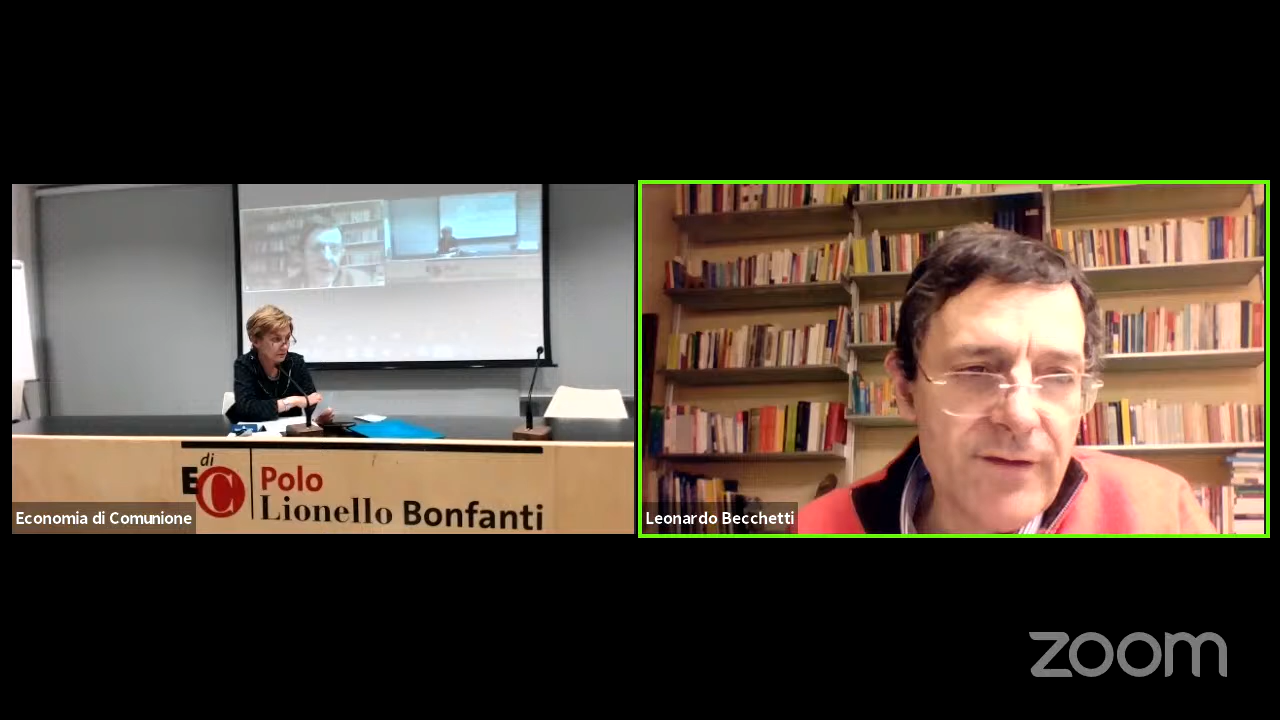 di
EC
Polo
Lionello Bonfanti
Economia di Comunione
Leonardo Becchetti
zoom